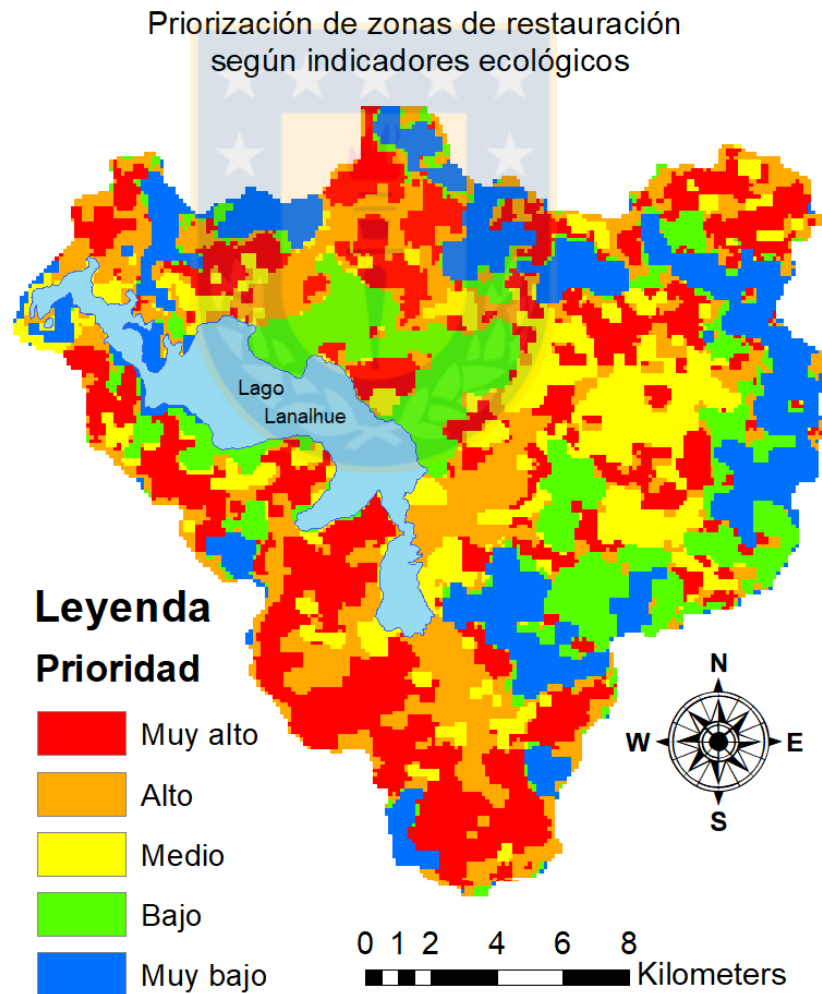 Priorización de zonas de restauración
según indicadores ecológicos
Lago
Lanalhue
Leyenda
Prioridad
Muy alto
Alto
Medio
Bajo
Muy bajo
N
W E
S
0 1 2 4 6 8
Kilometers